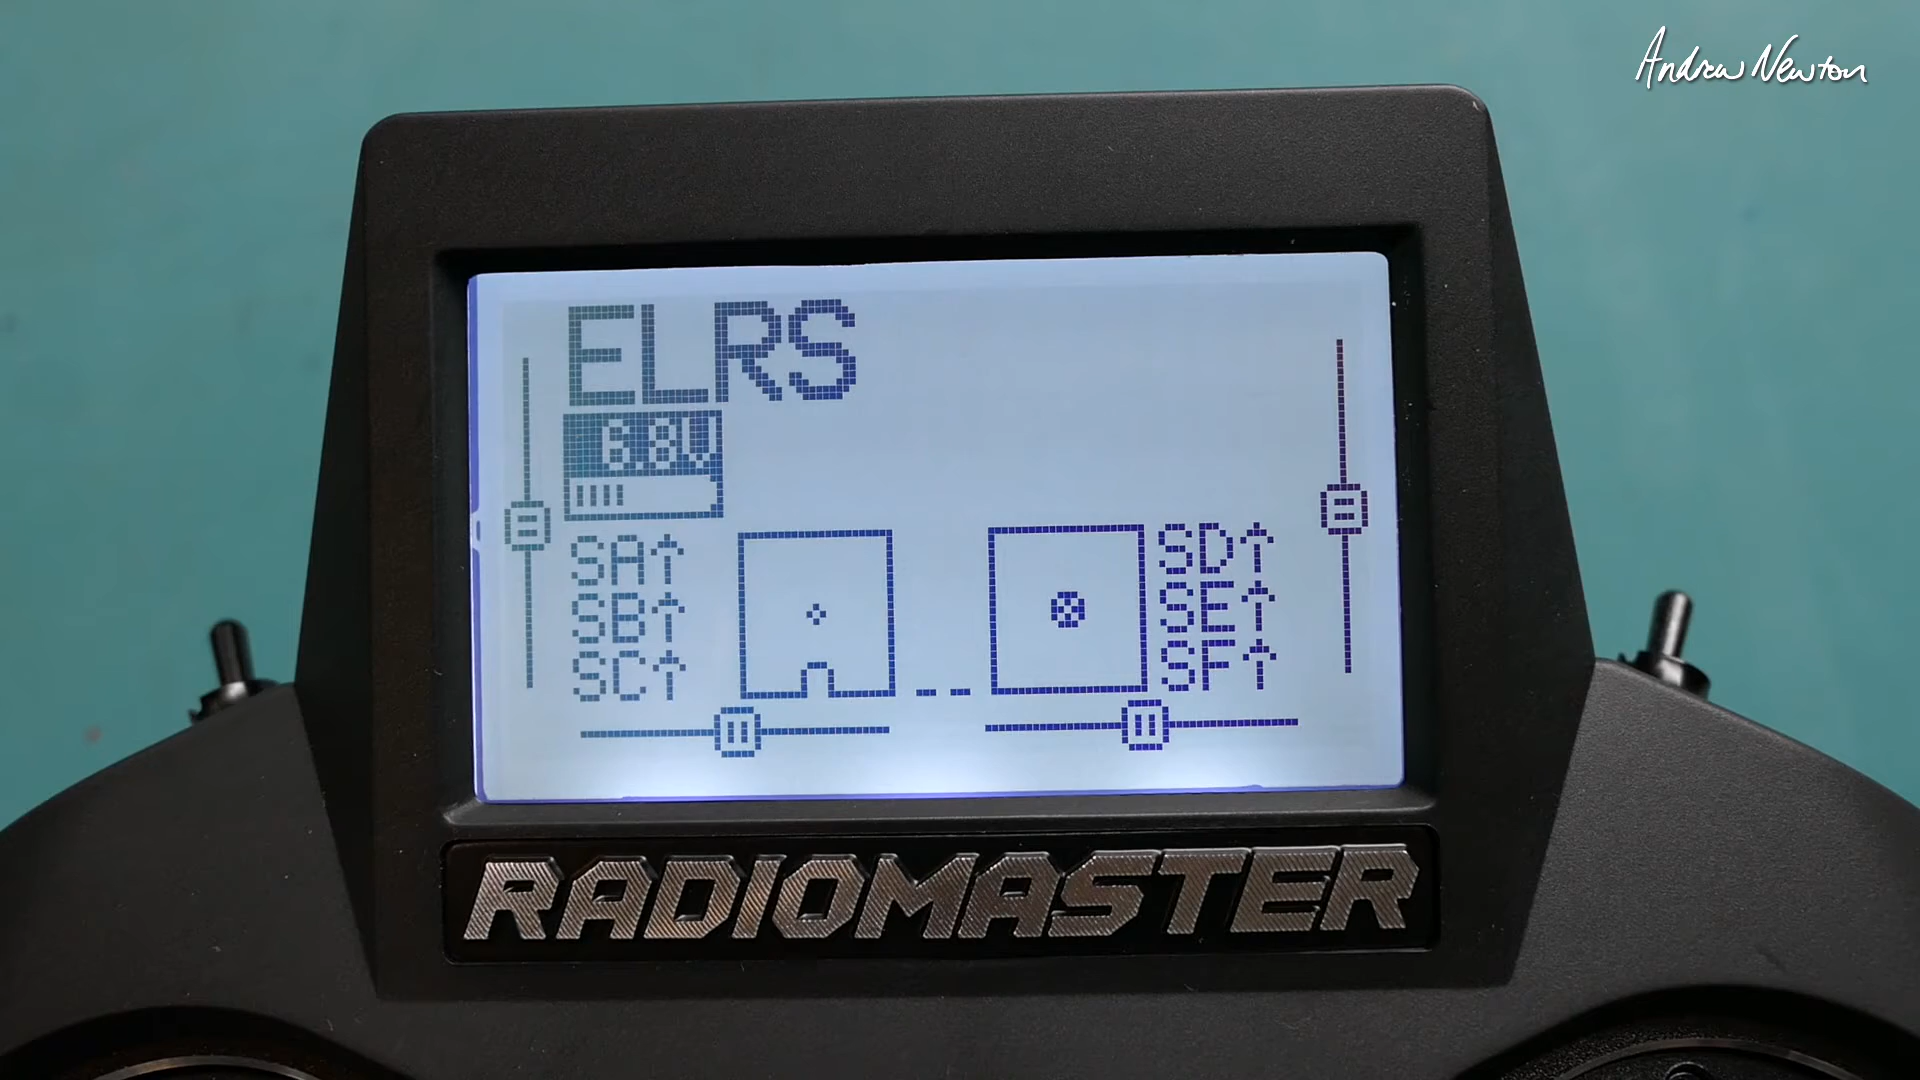 Andrew Newton
ELRS
6.8V
SA↑
SB↑
SC↑
SD↑
SE↑
SF↑
RADIOMASTER